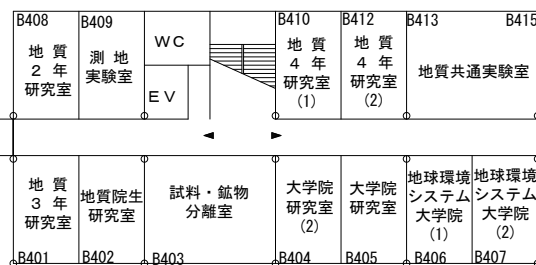 B408
地 質
2 年
研究室
B409
測 地
実験室
WC
EV
B410
地 質
4 年
研究室
(1)
B412
地 質
4 年
研究室
(2)
B413
B415
地質共通実験室
地 質
3 年
研究室
B401
地質院生
研究室
B402
試料・鉱物
分離室
B403
大学院
研究室
(2)
B404
大学院
研究室
B405
地球環境
システム
大学院
(1)
B406
地球環境
システム
大学院
(2)
B407